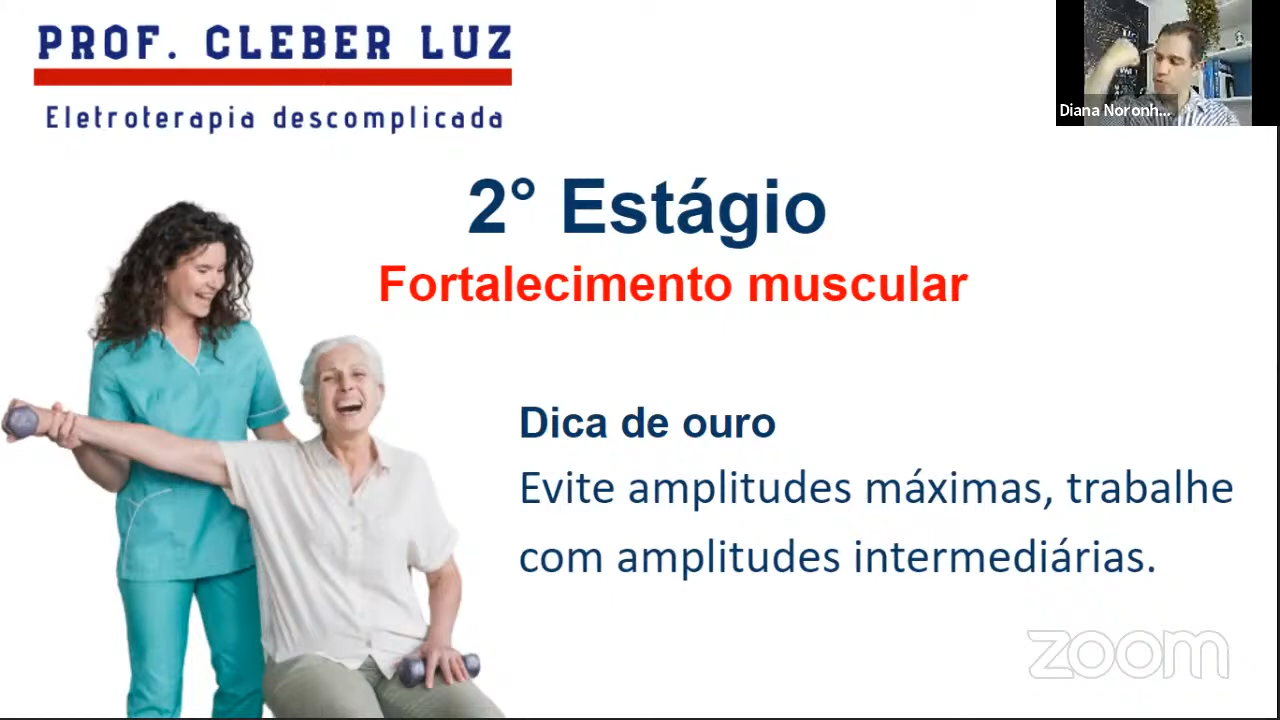 PROF. CLEBER LUZ
Eletroterapia descomplicada
Diana Noronh...
2° Estágio
Fortalecimento muscular
Dica de ouro
Evite amplitudes máximas, trabalhe
com amplitudes intermediárias.
zoom